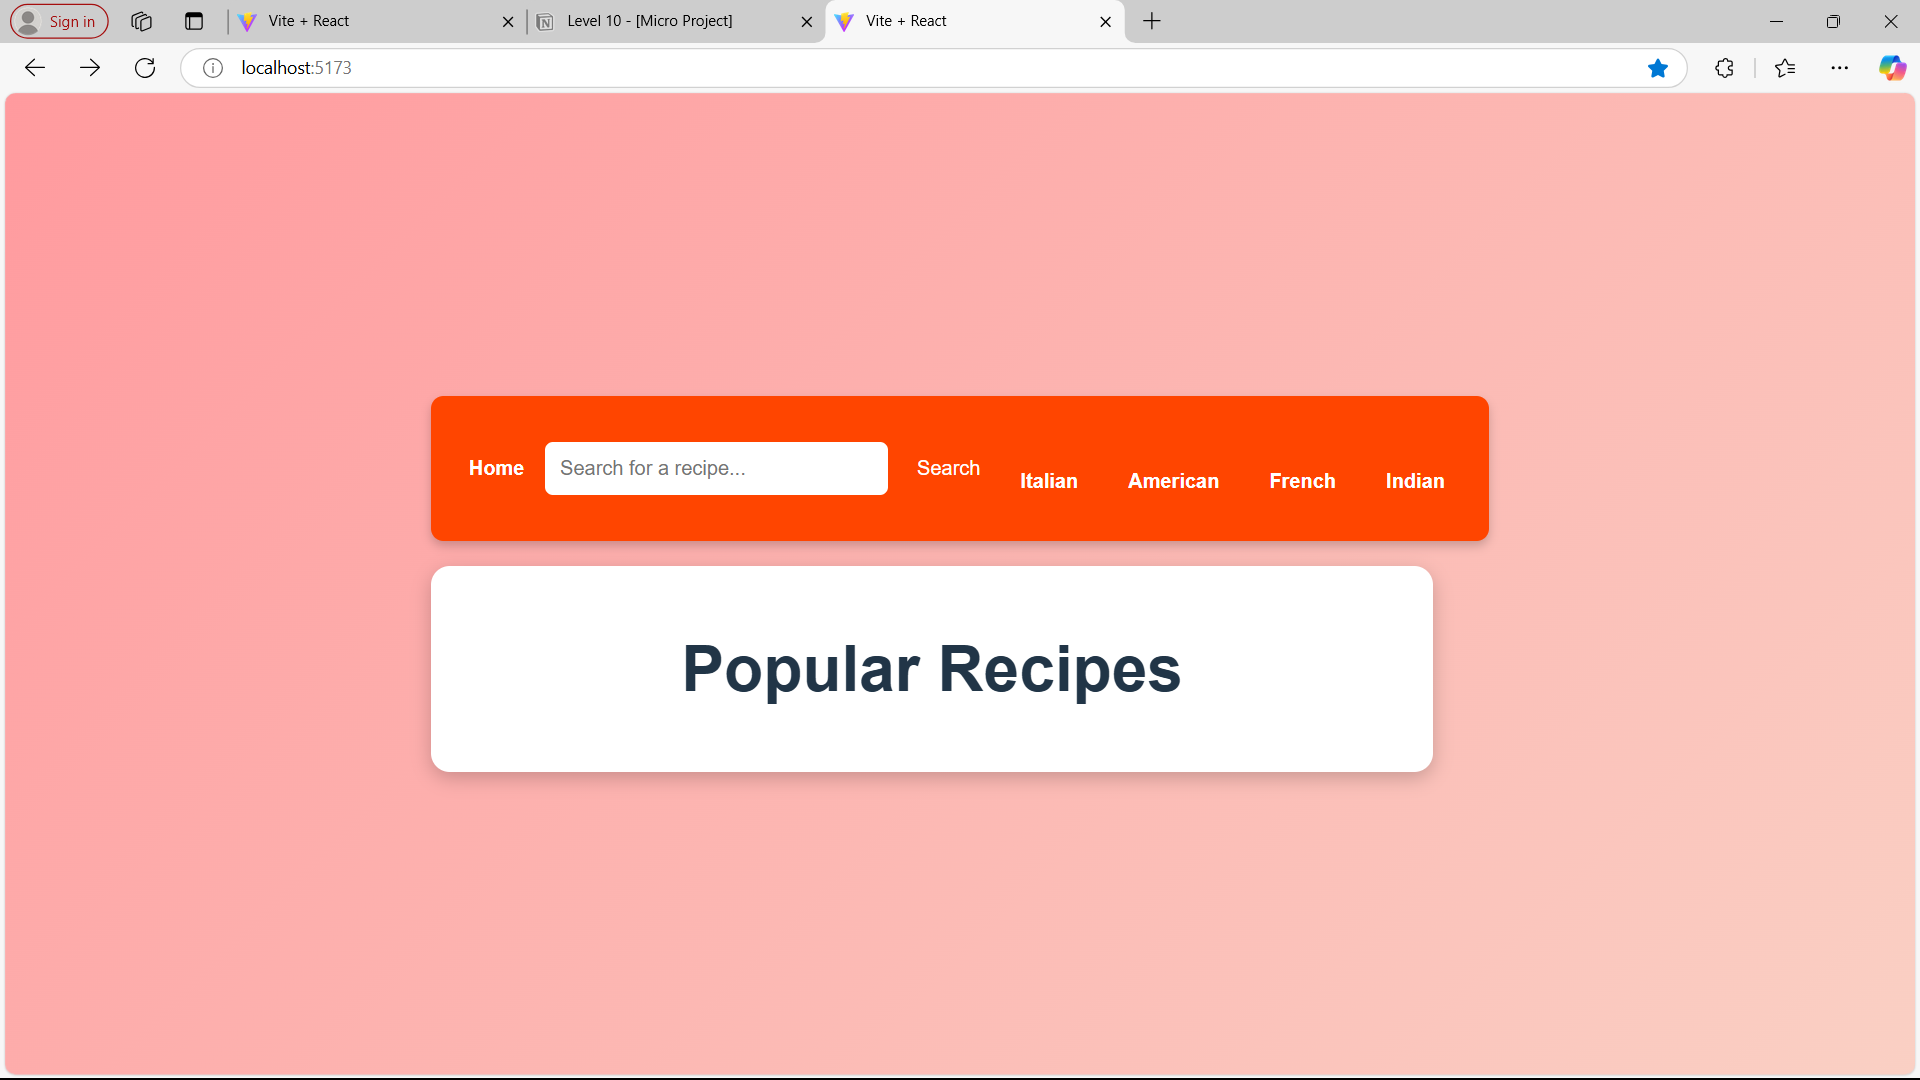 Sign in
Vite + React
Level 10 - [Micro Project]
Vite + React
localhost:5173
Home
Search for a recipe...
Search
Italian
American
French
Indian
Popular Recipes